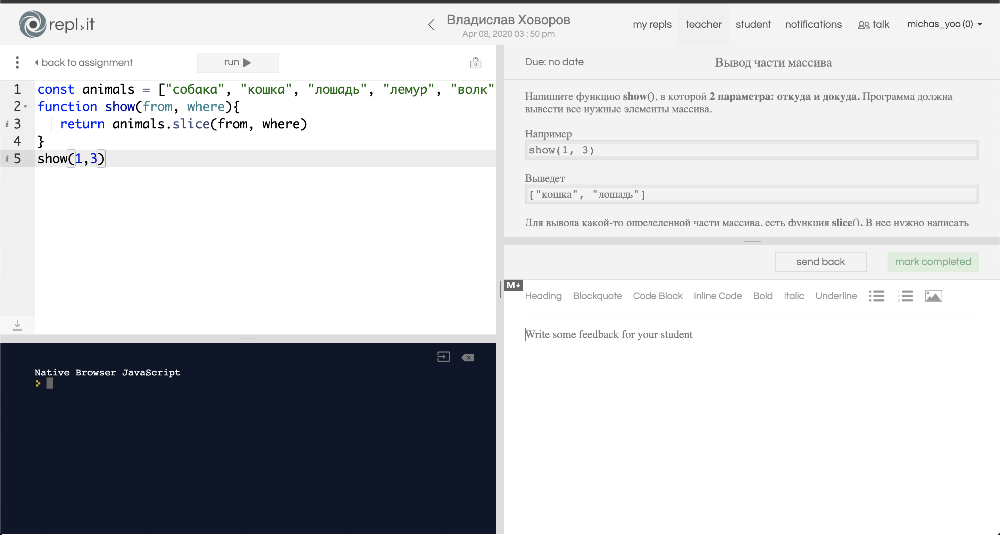 repl.it
Владислав Ховоров
Apr 08, 2020 03 : 50 pm
my repls
teacher
student
notifications
talk
michas_yoo (0)
back to assignment
run
0
1 const animals = ["собака", "кошка", "лошадь", "лемур", "волк"
2 function show(from, where){
i 3 return animals.slice(from, where)
4 }
i 5 show(1,3)
Native Browser JavaScript
Due: no date
Вывод части массива
Напишите функцию show(), в которой 2 параметра: откуда и докуда. Программа должна
вывести все нужные элементы массива.
Например
show(1, 3)
Выведет
["кошка", "лошадь"]
Для вывода какой-то определенной части массива, есть функция slice(). В нее нужно написать
send back
mark completed
M
Heading
Blockquote
Code Block
Inline Code
Bold
Italic
Underline
Write some feedback for your student